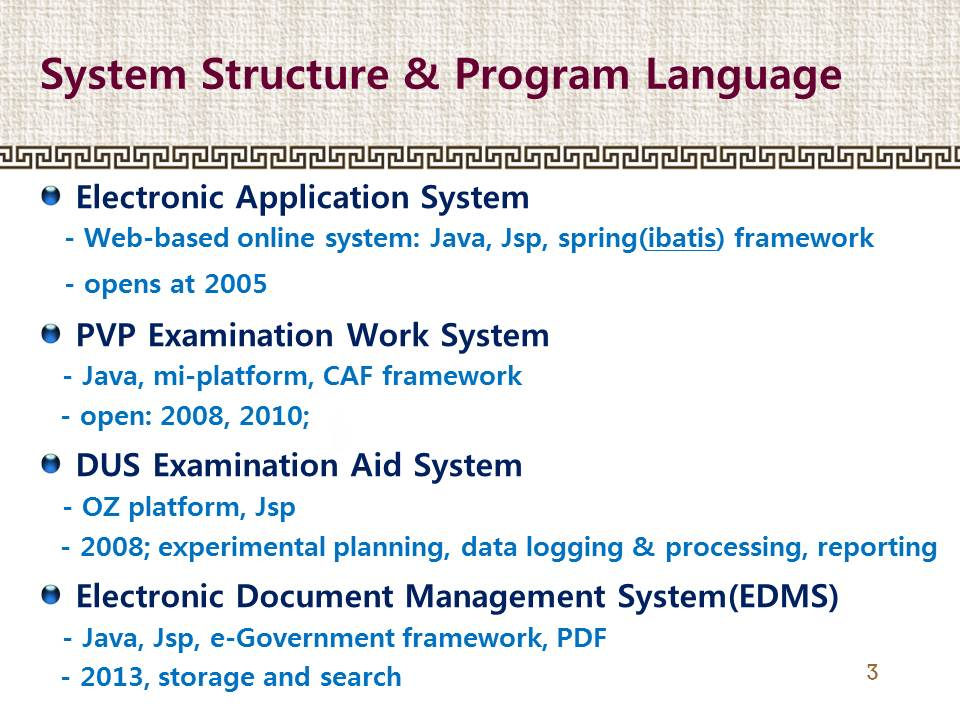 System Structure & Program Language
Electronic Application System
- Web-based online system: Java, Jsp, spring(ibatis) framework
- opens at 2005
PVP Examination Work System
- Java, mi-platform, CAF framework
- open: 2008, 2010;
DUS Examination Aid System
- OZ platform, Jsp
- 2008; experimental planning, data logging & processing, reporting
Electronic Document Management System(EDMS)
- Java, Jsp, e-Government framework, PDF
- 2013, storage and search
3